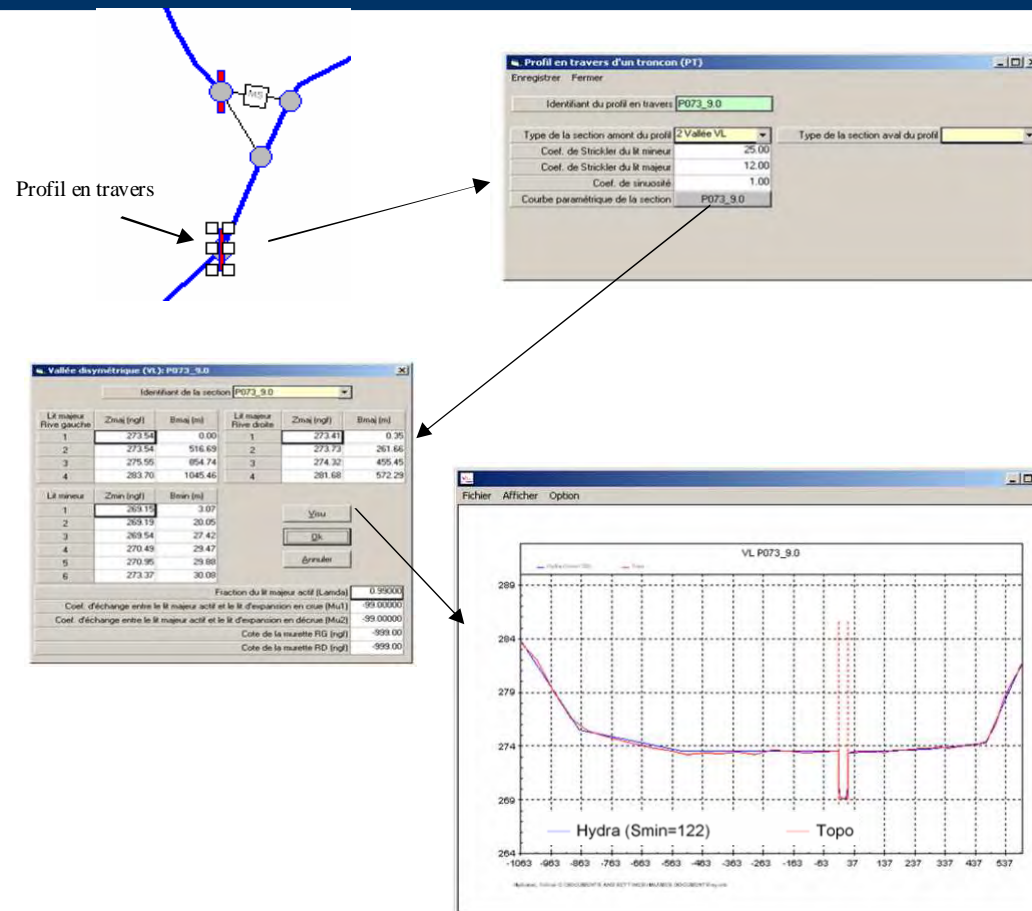 MS
Profil en travers
Profil en travers d'un troncon (PT)
Enregistrer Fermer
Identifiant du profil en travers P073_9.0
Type de la section amont du profil 2 Vallée VL Type de la section aval du profil
Coef. de Strickler du lit mineur 25.00
Coef. de Strickler du lit majeur 12.00
Coef. de sinuosité 1.00
Courbe paramétrique de la section P073_9.0
Vallée disymétrique (VL): P073_9.0
Identifiant de la section P073_9.0
Lit majeur Rive gauche Zmaj (ngf) Bmaj (m) Lit majeur Rive droite Zmaj (ngf) Bmaj (m)
1 273.54 0.00 1 273.41 0.35
2 273.54 516.69 2 273.73 261.66
3 275.55 854.74 3 274.32 455.45
4 283.70 1045.46 4 281.68 572.29
Lit mineur Zmin (ngf) Bmin (m)
1 269.15 3.07
2 269.19 20.05
3 269.54 27.42
4 270.49 29.47
5 270.95 29.88
6 273.37 30.08
Ok
Annuler
Fraction du lit majeur actif (Lamda) 0.99000
Coef. d'échange entre le lit majeur actif et le lit d'expansion en crue (Mu1) -99.00000
Coef. d'échange entre le lit majeur actif et le lit d'expansion en décrue (Mu2) -99.00000
Cote de la murette RG (ngf) -999.00
Cote de la murette RD (ngf) -999.00
Fichier Afficher Option
VL P073_9.0
289
284
279
274
269
264
Hydra (Smin=122) Topo
-1063 -963 -863 -763 -663 -563 -463 -363 -263 -163 -63 37 137 237 337 437 537